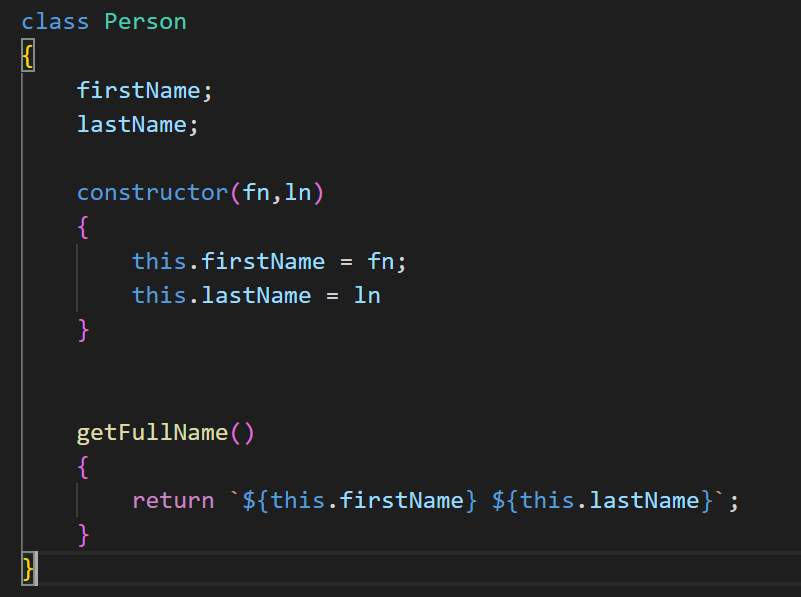 class Person
{
    firstName;
    lastName;

    constructor(fn,ln)
    {
        this.firstName = fn;
        this.lastName = ln
    }


    getFullName()
    {
        return `${this.firstName} ${this.lastName}`;
    }
}